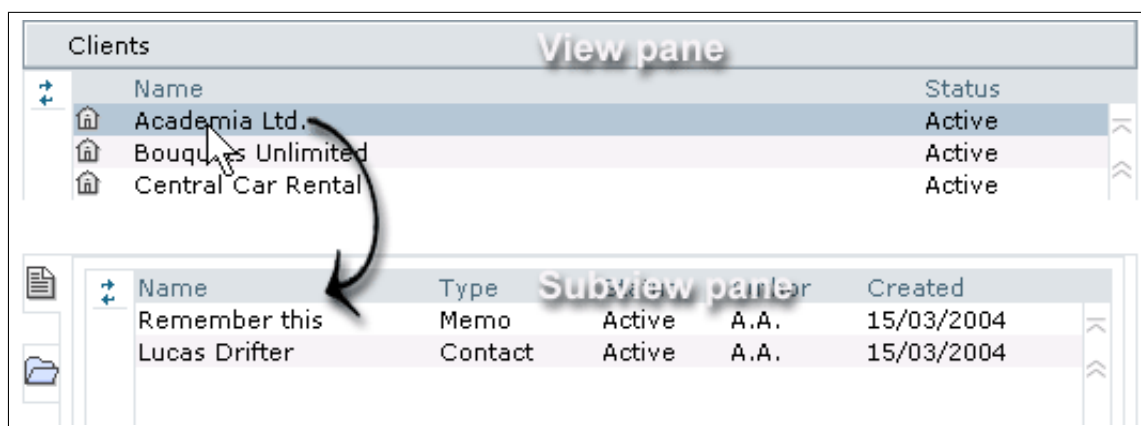 Clients
View pane
Name Status
Academia Ltd. Active
Unlimited Active
Central Car Rental Active
Subview pane
Name Type Created
Remember this Memo Active A.A. 15/03/2004
Lucas Drifter Contact Active A.A. 15/03/2004